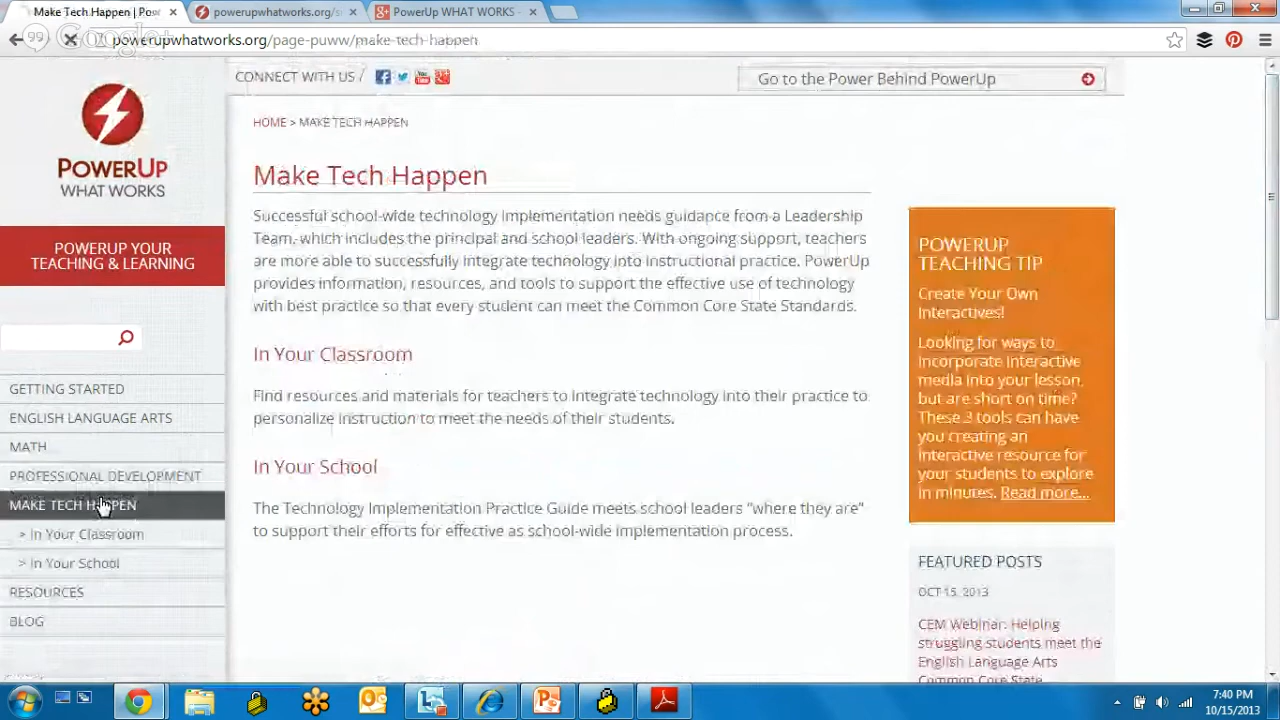 Make Tech Happen | Pow
powerupwhatworks.org/s
PowerUp WHAT WORKS -
powerupwhatworks.org/page-puww/make-tech-happen
Google+
POWERUP
WHAT WORKS
POWERUP YOUR
TEACHING & LEARNING
GETTING STARTED
ENGLISH LANGUAGE ARTS
MATH
PROFESSIONAL DEVELOPMENT
MAKE TECH HAPPEN
> In Your Classroom
> In Your School
RESOURCES
BLOG
CONNECT WITH US /
Go to the Power Behind PowerUp
HOME > MAKE TECH HAPPEN
Make Tech Happen
Successful school-wide technology implementation needs guidance from a Leadership
Team, which includes the principal and school leaders. With ongoing support, teachers
are more able to successfully integrate technology into instructional practice. PowerUp
provides information, resources, and tools to support the effective use of technology
with best practice so that every student can meet the Common Core State Standards.
In Your Classroom
Find resources and materials for teachers to integrate technology into their practice to
personalize instruction to meet the needs of their students.
In Your School
The Technology Implementation Practice Guide meets school leaders "where they are"
to support their efforts for effective as school-wide implementation process.
POWERUP
TEACHING TIP
Create Your Own
Interactives!
Looking for ways to
incorporate interactive
media into your lesson,
but are short on time?
These 3 tools can have
you creating an
interactive resource for
your students to explore
in minutes. Read more...
FEATURED POSTS
OCT 15, 2013
CEM Webinar: Helping
struggling students meet the
English Language Arts
Common Core State
7:40 PM
10/15/2013